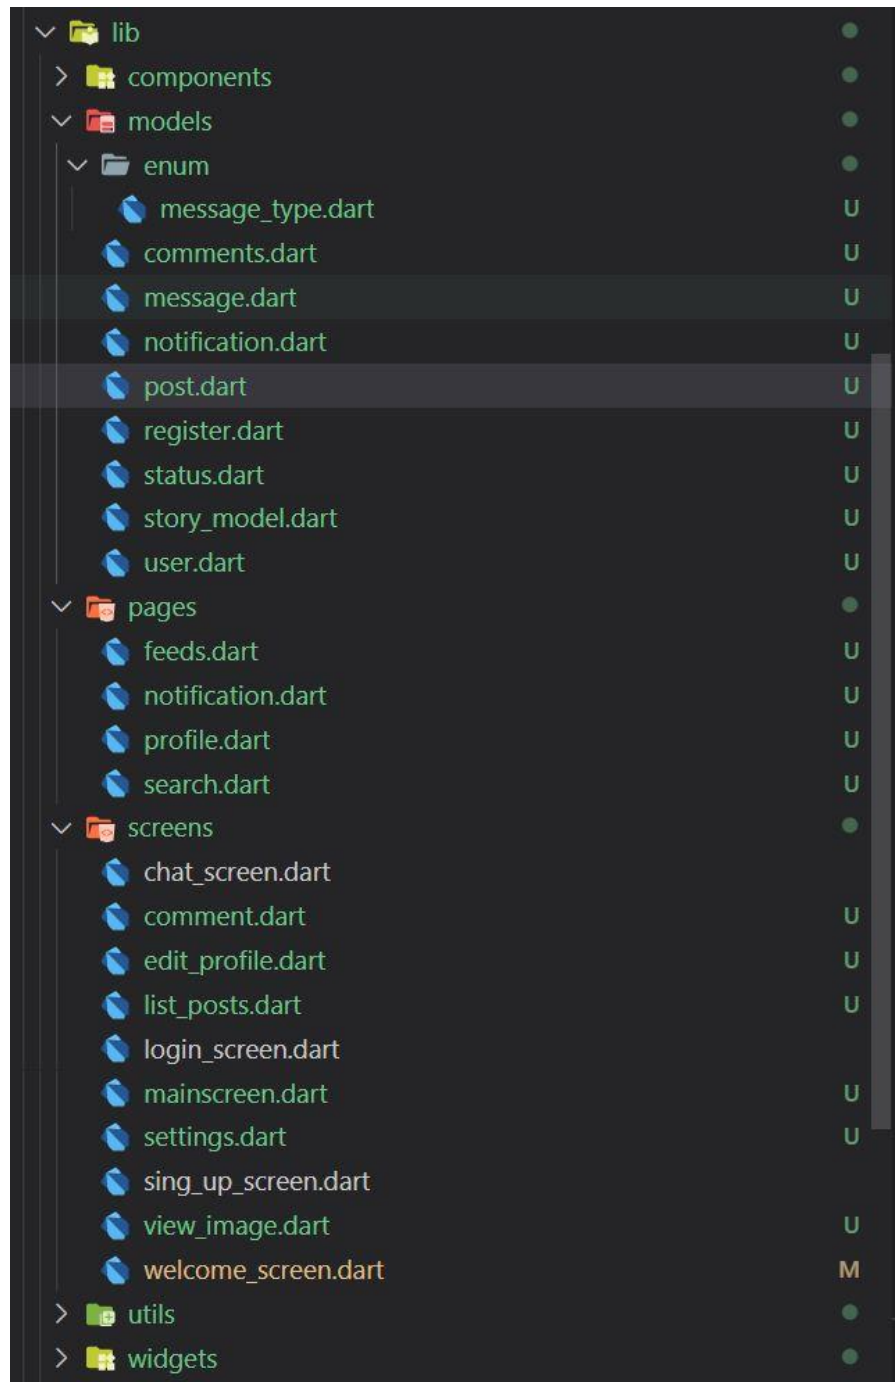 lib
components
models
enum
message_type.dart U
comments.dart U
message.dart U
notification.dart U
post.dart U
register.dart U
status.dart U
story_model.dart U
user.dart U
pages
feeds.dart U
notification.dart U
profile.dart U
search.dart U
screens
chat_screen.dart
comment.dart U
edit_profile.dart U
list_posts.dart U
login_screen.dart
mainscreen.dart U
settings.dart U
sing_up_screen.dart
view_image.dart U
welcome_screen.dart M
utils
widgets